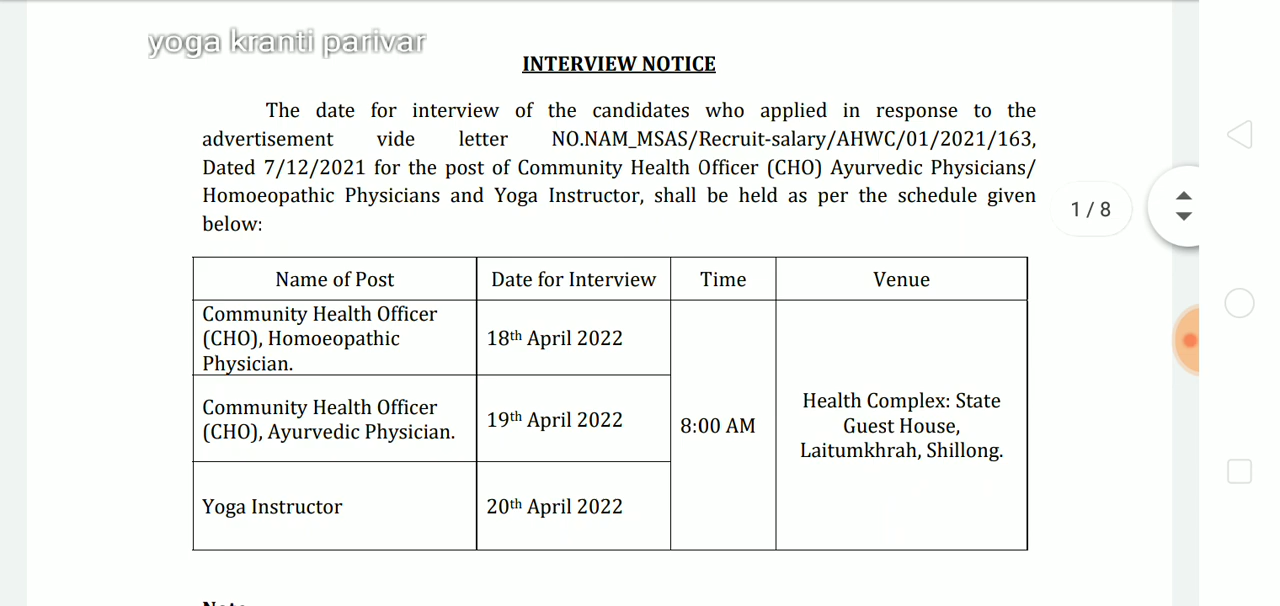 yoga kranti parivar
INTERVIEW NOTICE
The date for interview of the candidates who applied in response to the
advertisement vide letter NO.NAM_MSAS/Recruit-salary/AHWC/01/2021/163,
Dated 7/12/2021 for the post of Community Health Officer (CHO) Ayurvedic Physicians/
Homoeopathic Physicians and Yoga Instructor, shall be held as per the schedule given
below:
1 / 8
Name of Post Date for Interview Time Venue
Community Health Officer
(CHO), Homoeopathic
Physician.
18th April 2022
Community Health Officer
(CHO), Ayurvedic Physician.
19th April 2022
Yoga Instructor
20th April 2022
8:00 AM
Health Complex: State
Guest House,
Laitumkhrah, Shillong.